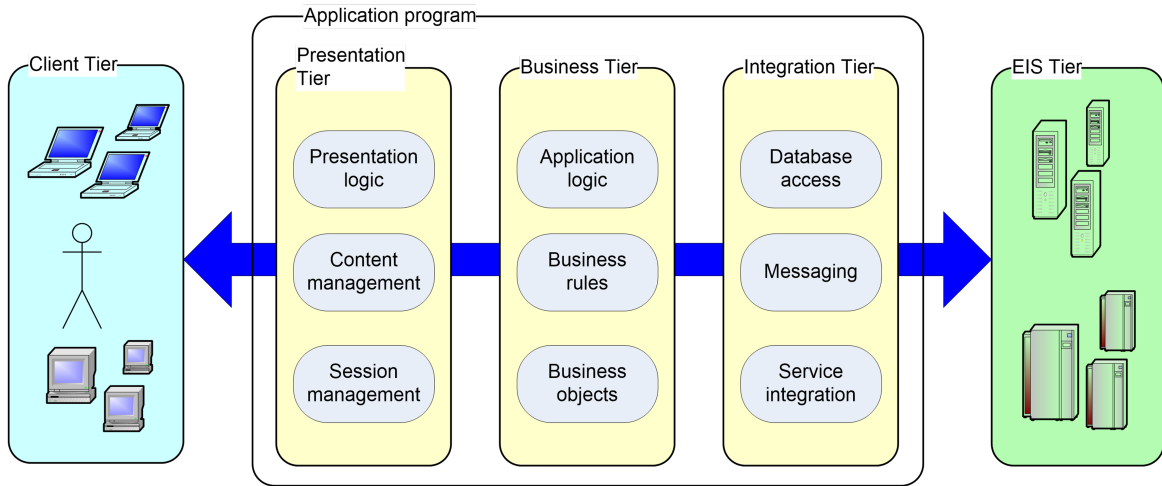 Application program
Client Tier
Presentation
Tier
Business Tier
Integration Tier
EIS Tier
Presentation
logic
Application
logic
Database
access
Content
management
Business
rules
Messaging
Session
management
Business
objects
Service
integration